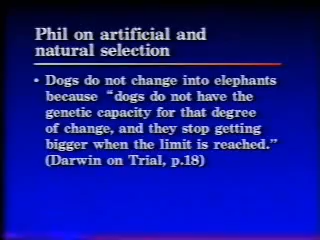 Phil on artificial and
natural selection
• Dogs do not change into elephants
because “dogs do not have the
genetic capacity for that degree
of change, and they stop getting
bigger when the limit is reached.”
(Darwin on Trial, p.18)